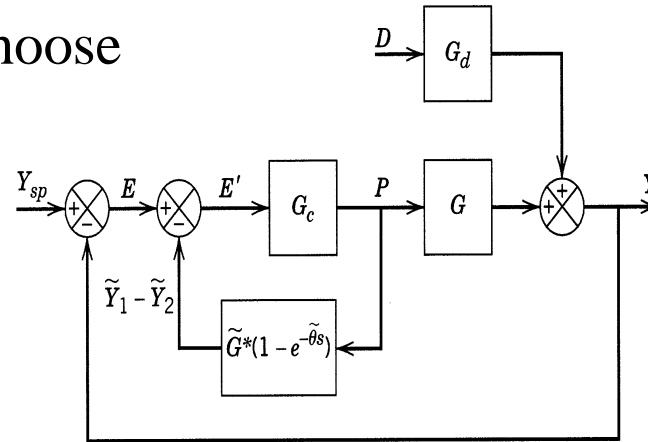 hoose
D
G_d
Y_sp
+
−
E
+
−
E'
G_c
P
G
+
+
Y
Ỹ_1 − Ỹ_2
G̃*(1 − e^{−θ̃s})